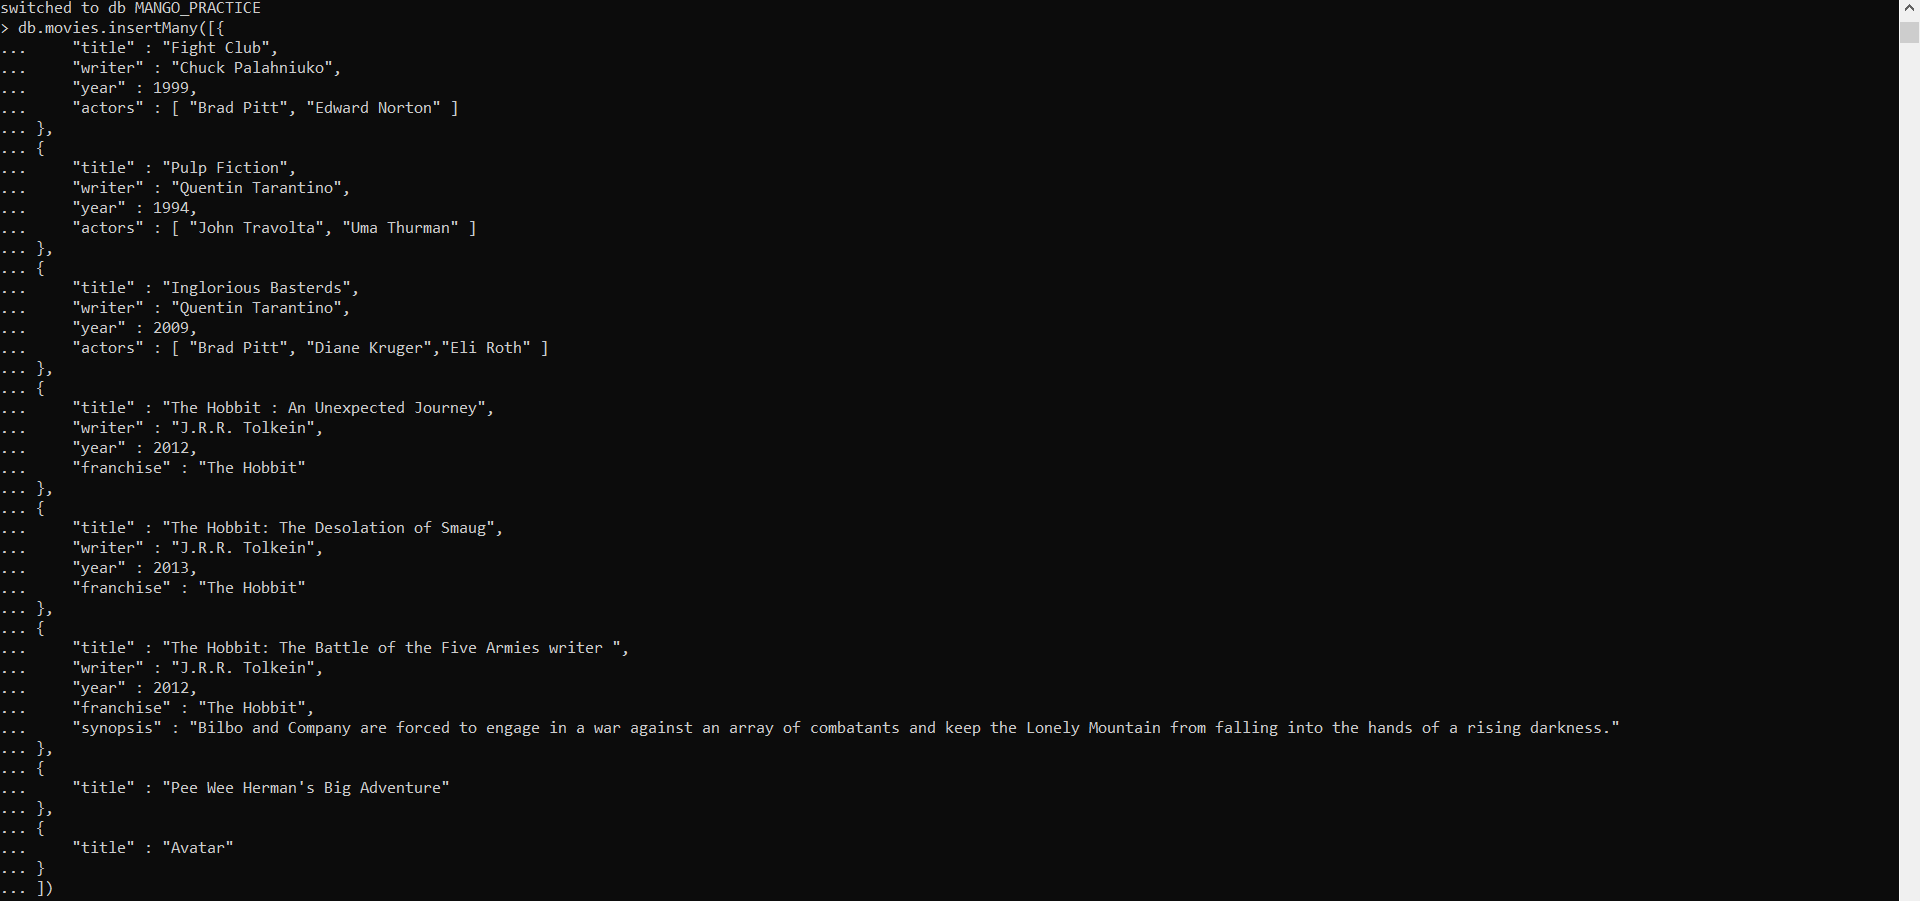 switched to db MANGO_PRACTICE
> db.movies.insertMany([{
...     "title" : "Fight Club",
...     "writer" : "Chuck Palahniuko",
...     "year" : 1999,
...     "actors" : [ "Brad Pitt", "Edward Norton" ]
... },
... {
...     "title" : "Pulp Fiction",
...     "writer" : "Quentin Tarantino",
...     "year" : 1994,
...     "actors" : [ "John Travolta", "Uma Thurman" ]
... },
... {
...     "title" : "Inglorious Basterds",
...     "writer" : "Quentin Tarantino",
...     "year" : 2009,
...     "actors" : [ "Brad Pitt", "Diane Kruger","Eli Roth" ]
... },
... {
...     "title" : "The Hobbit : An Unexpected Journey",
...     "writer" : "J.R.R. Tolkein",
...     "year" : 2012,
...     "franchise" : "The Hobbit"
... },
... {
...     "title" : "The Hobbit: The Desolation of Smaug",
...     "writer" : "J.R.R. Tolkein",
...     "year" : 2013,
...     "franchise" : "The Hobbit"
... },
... {
...     "title" : "The Hobbit: The Battle of the Five Armies writer ",
...     "writer" : "J.R.R. Tolkein",
...     "year" : 2012,
...     "franchise" : "The Hobbit",
...     "synopsis" : "Bilbo and Company are forced to engage in a war against an array of combatants and keep the Lonely Mountain from falling into the hands of a rising darkness."
... },
... {
...     "title" : "Pee Wee Herman's Big Adventure"
... },
... {
...     "title" : "Avatar"
... }
... ])